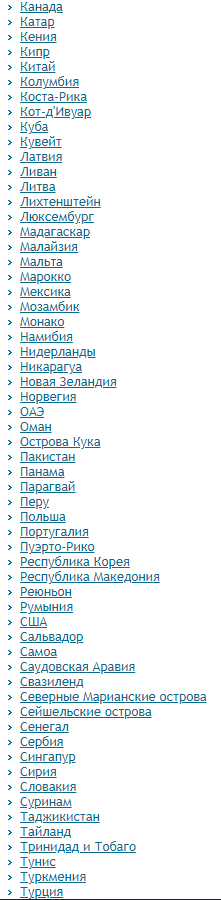 Канада
Катар
Кения
Кипр
Китай
Колумбия
Коста-Рика
Кот-д'Ивуар
Куба
Кувейт
Латвия
Ливан
Литва
Лихтенштейн
Люксембург
Мадагаскар
Малайзия
Мальта
Марокко
Мексика
Мозамбик
Монако
Намибия
Нидерланды
Никарагуа
Новая Зеландия
Норвегия
ОАЭ
Оман
Острова Кука
Пакистан
Панама
Парагвай
Перу
Польша
Португалия
Пуэрто-Рико
Республика Корея
Республика Македония
Реюньон
Румыния
США
Сальвадор
Самоа
Саудовская Аравия
Свазиленд
Северные Марианские острова
Сейшельские острова
Сенегал
Сербия
Сингапур
Сирия
Словакия
Суринам
Таджикистан
Тайланд
Тринидад и Тобаго
Тунис
Туркмения
Турция